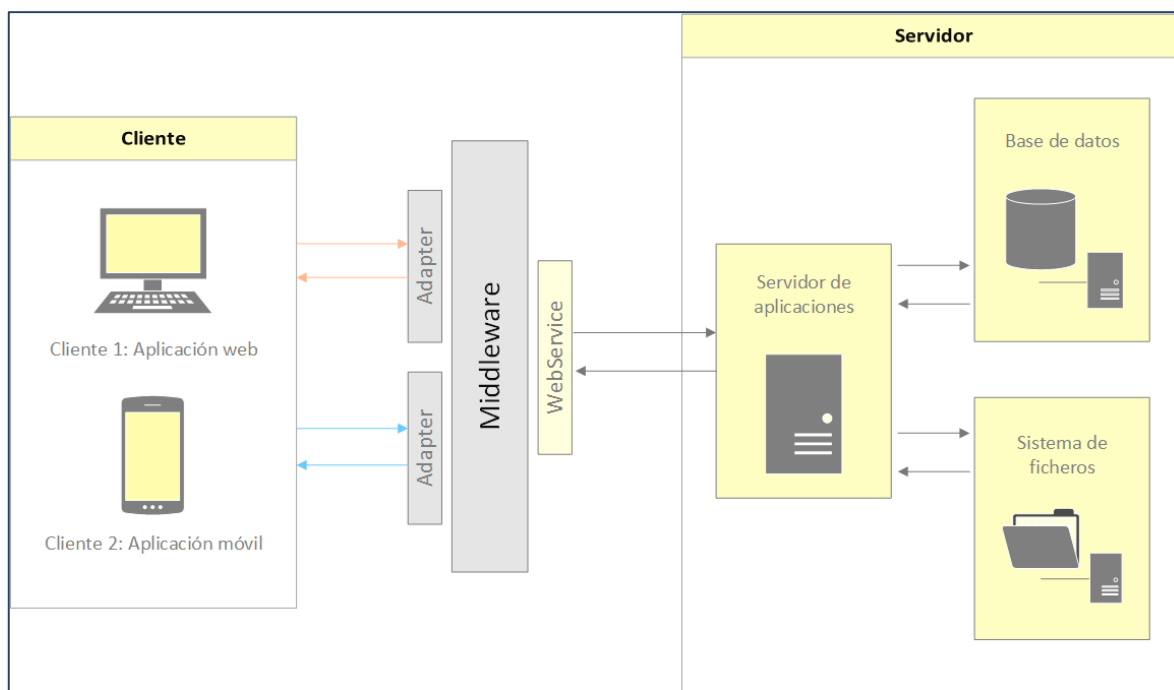 Cliente
Cliente 1: Aplicación web
Cliente 2: Aplicación móvil
Adapter
Adapter
Middleware
WebService
Servidor
Servidor de
aplicaciones
Base de datos
Sistema de
ficheros